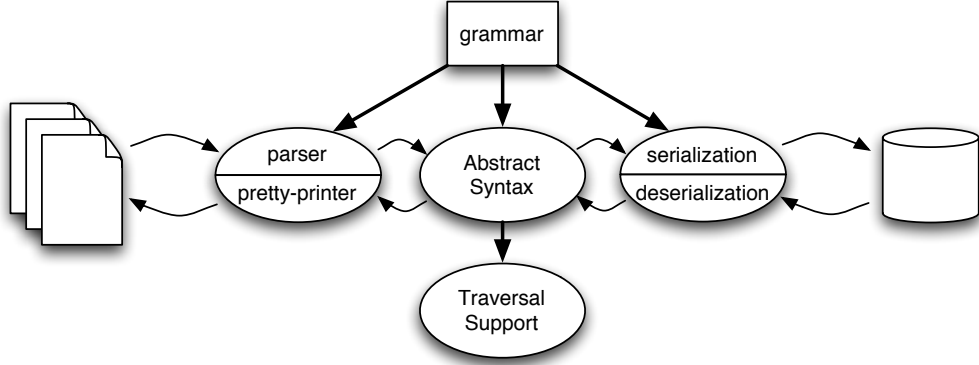 grammar
parser
pretty-printer
Abstract
Syntax
serialization
deserialization
Traversal
Support